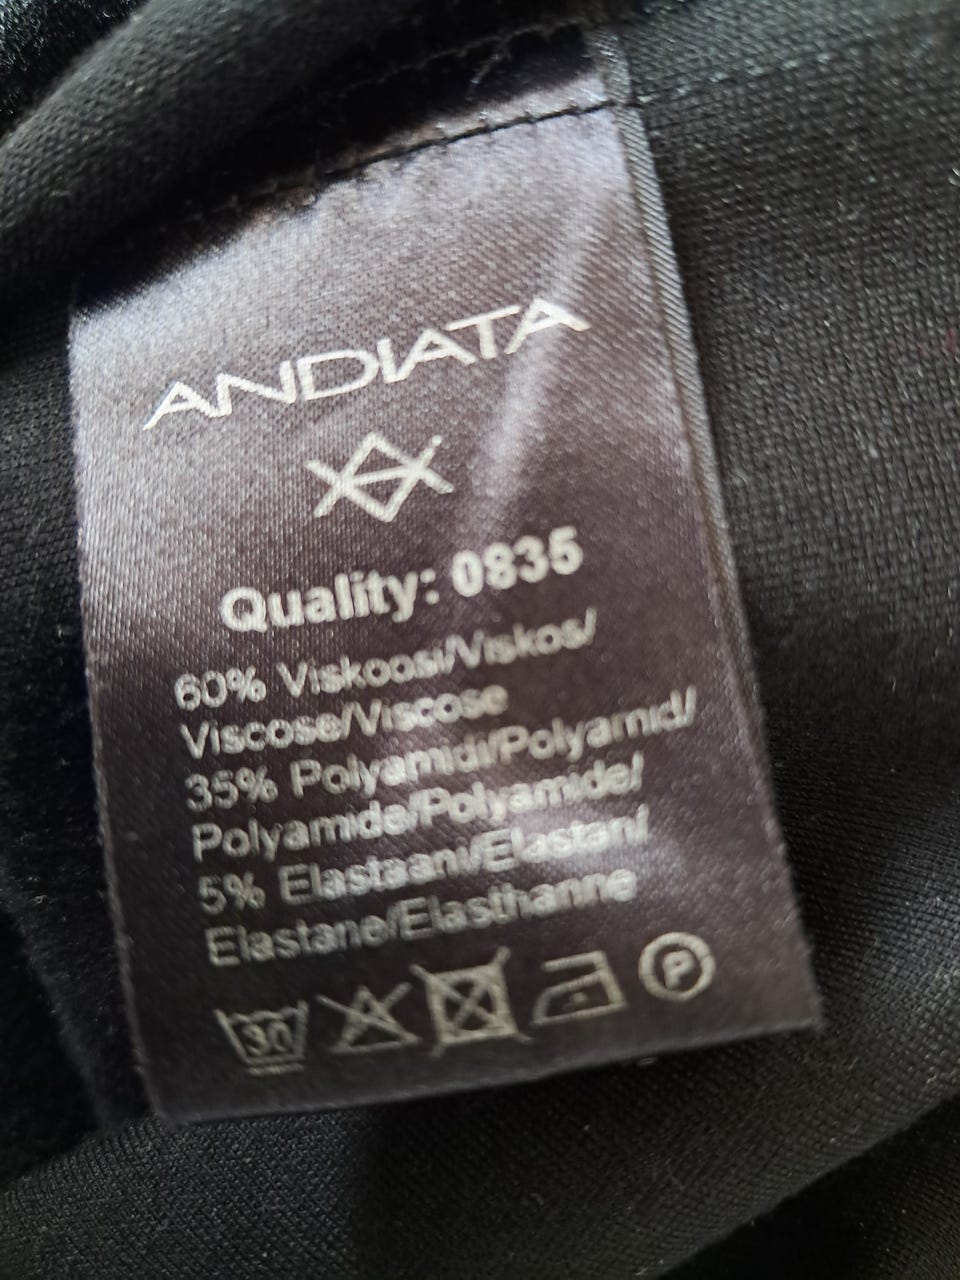 ANDIATA
Quality: 0835
60% Viskoosi/Viskos/
Viscose/Viscose
35% Polyamidi/Polyamid/
Polyamide/Polyamide/
5% Elastaani/Elastan/
Elastane/Elasthanne
30
P